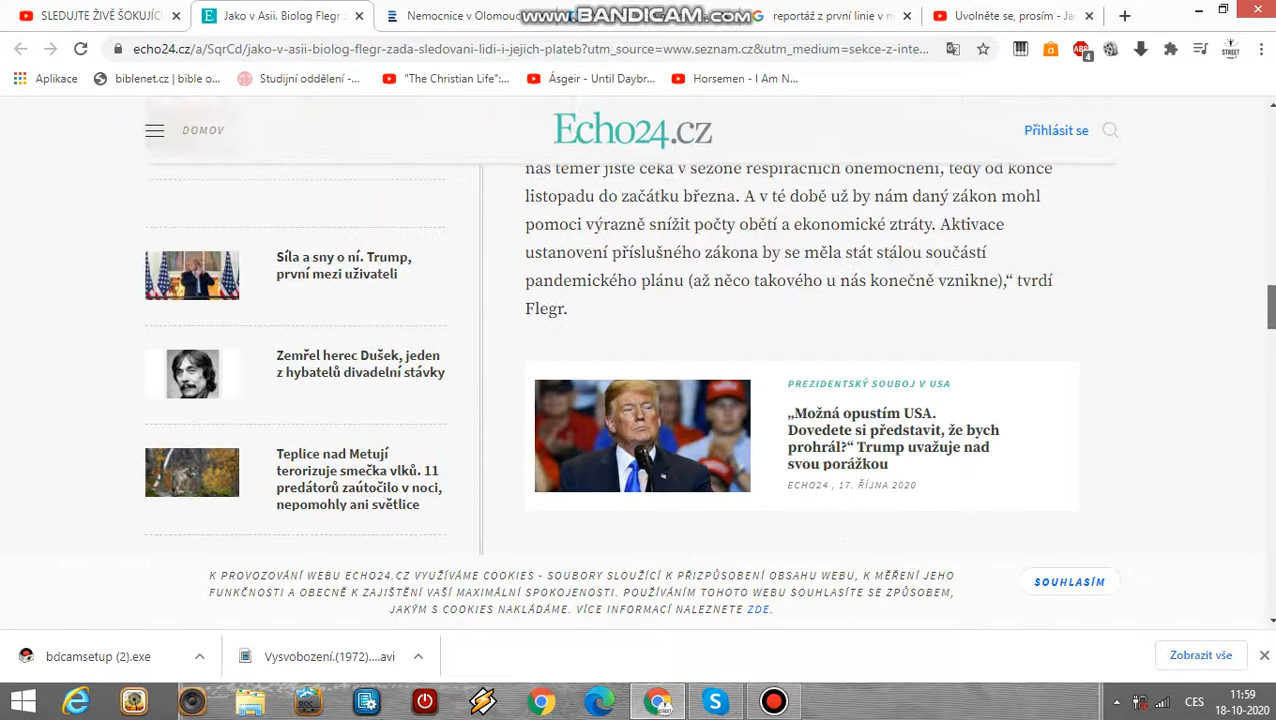 SLEDUJTE ŽIVĚ ŠOKUJÍCÍ
Jako v Asii. Biolog Flegr
Nemocnice v Olomouci
www.BANDICAM.com
reportáž z první linie v n
Uvolněte se, prosím - Ja
echo24.cz/a/SqrCd/jako-v-asii-biolog-flegr-zada-sledovani-lidi-i-jejich-plateb?utm_source=www.seznam.cz&utm_medium=sekce-z-inte...
4
STREET
Aplikace
biblenet.cz | bible o...
Studijní oddělení -...
"The Christian Life"...
Ásgeir - Until Daybr...
Horsemen - I Am N...
DOMOV
Echo24.cz
Přihlásit se
nás téměř jistě čeká v sezóně respiračních onemocnění, tedy od konce
listopadu do začátku března. A v té době už by nám daný zákon mohl
pomoci výrazně snížit počty obětí a ekonomické ztráty. Aktivace
ustanovení příslušného zákona by se měla stát stálou součástí
pandemického plánu (až něco takového u nás konečně vznikne),“ tvrdí
Flegr.
Síla a sny o ní. Trump,
první mezi uživateli
Zemřel herec Dušek, jeden
z hybatelů divadelní stávky
Teplice nad Metují
terorizuje smečka vlků. 11
predátorů zaútočilo v noci,
nepomohly ani světlice
PREZIDENTSKÝ SOUBOJ V USA
„Možná opustím USA.
Dovedete si představit, že bych
prohrál?“ Trump uvažuje nad
svou porážkou
ECHO24 , 17. ŘÍJNA 2020
K PROVOZOVÁNÍ WEBU ECHO24.CZ VYUŽÍVÁME COOKIES - SOUBORY SLOUŽÍCÍ K PŘIZPŮSOBENÍ OBSAHU WEBU, K MĚŘENÍ JEHO
FUNKČNOSTI A OBECNĚ K ZAJIŠTĚNÍ VAŠÍ MAXIMÁLNÍ SPOKOJENOSTI. POUŽÍVÁNÍM TOHOTO WEBU SOUHLASÍTE SE ZPŮSOBEM,
JAKÝM S COOKIES NAKLÁDÁME. VÍCE INFORMACÍ NALEZNETE ZDE.
SOUHLASÍM
bdcamsetup (2).exe
Vysvobození.(1972)....avi
Zobrazit vše
CES
11:59
18-10-2020